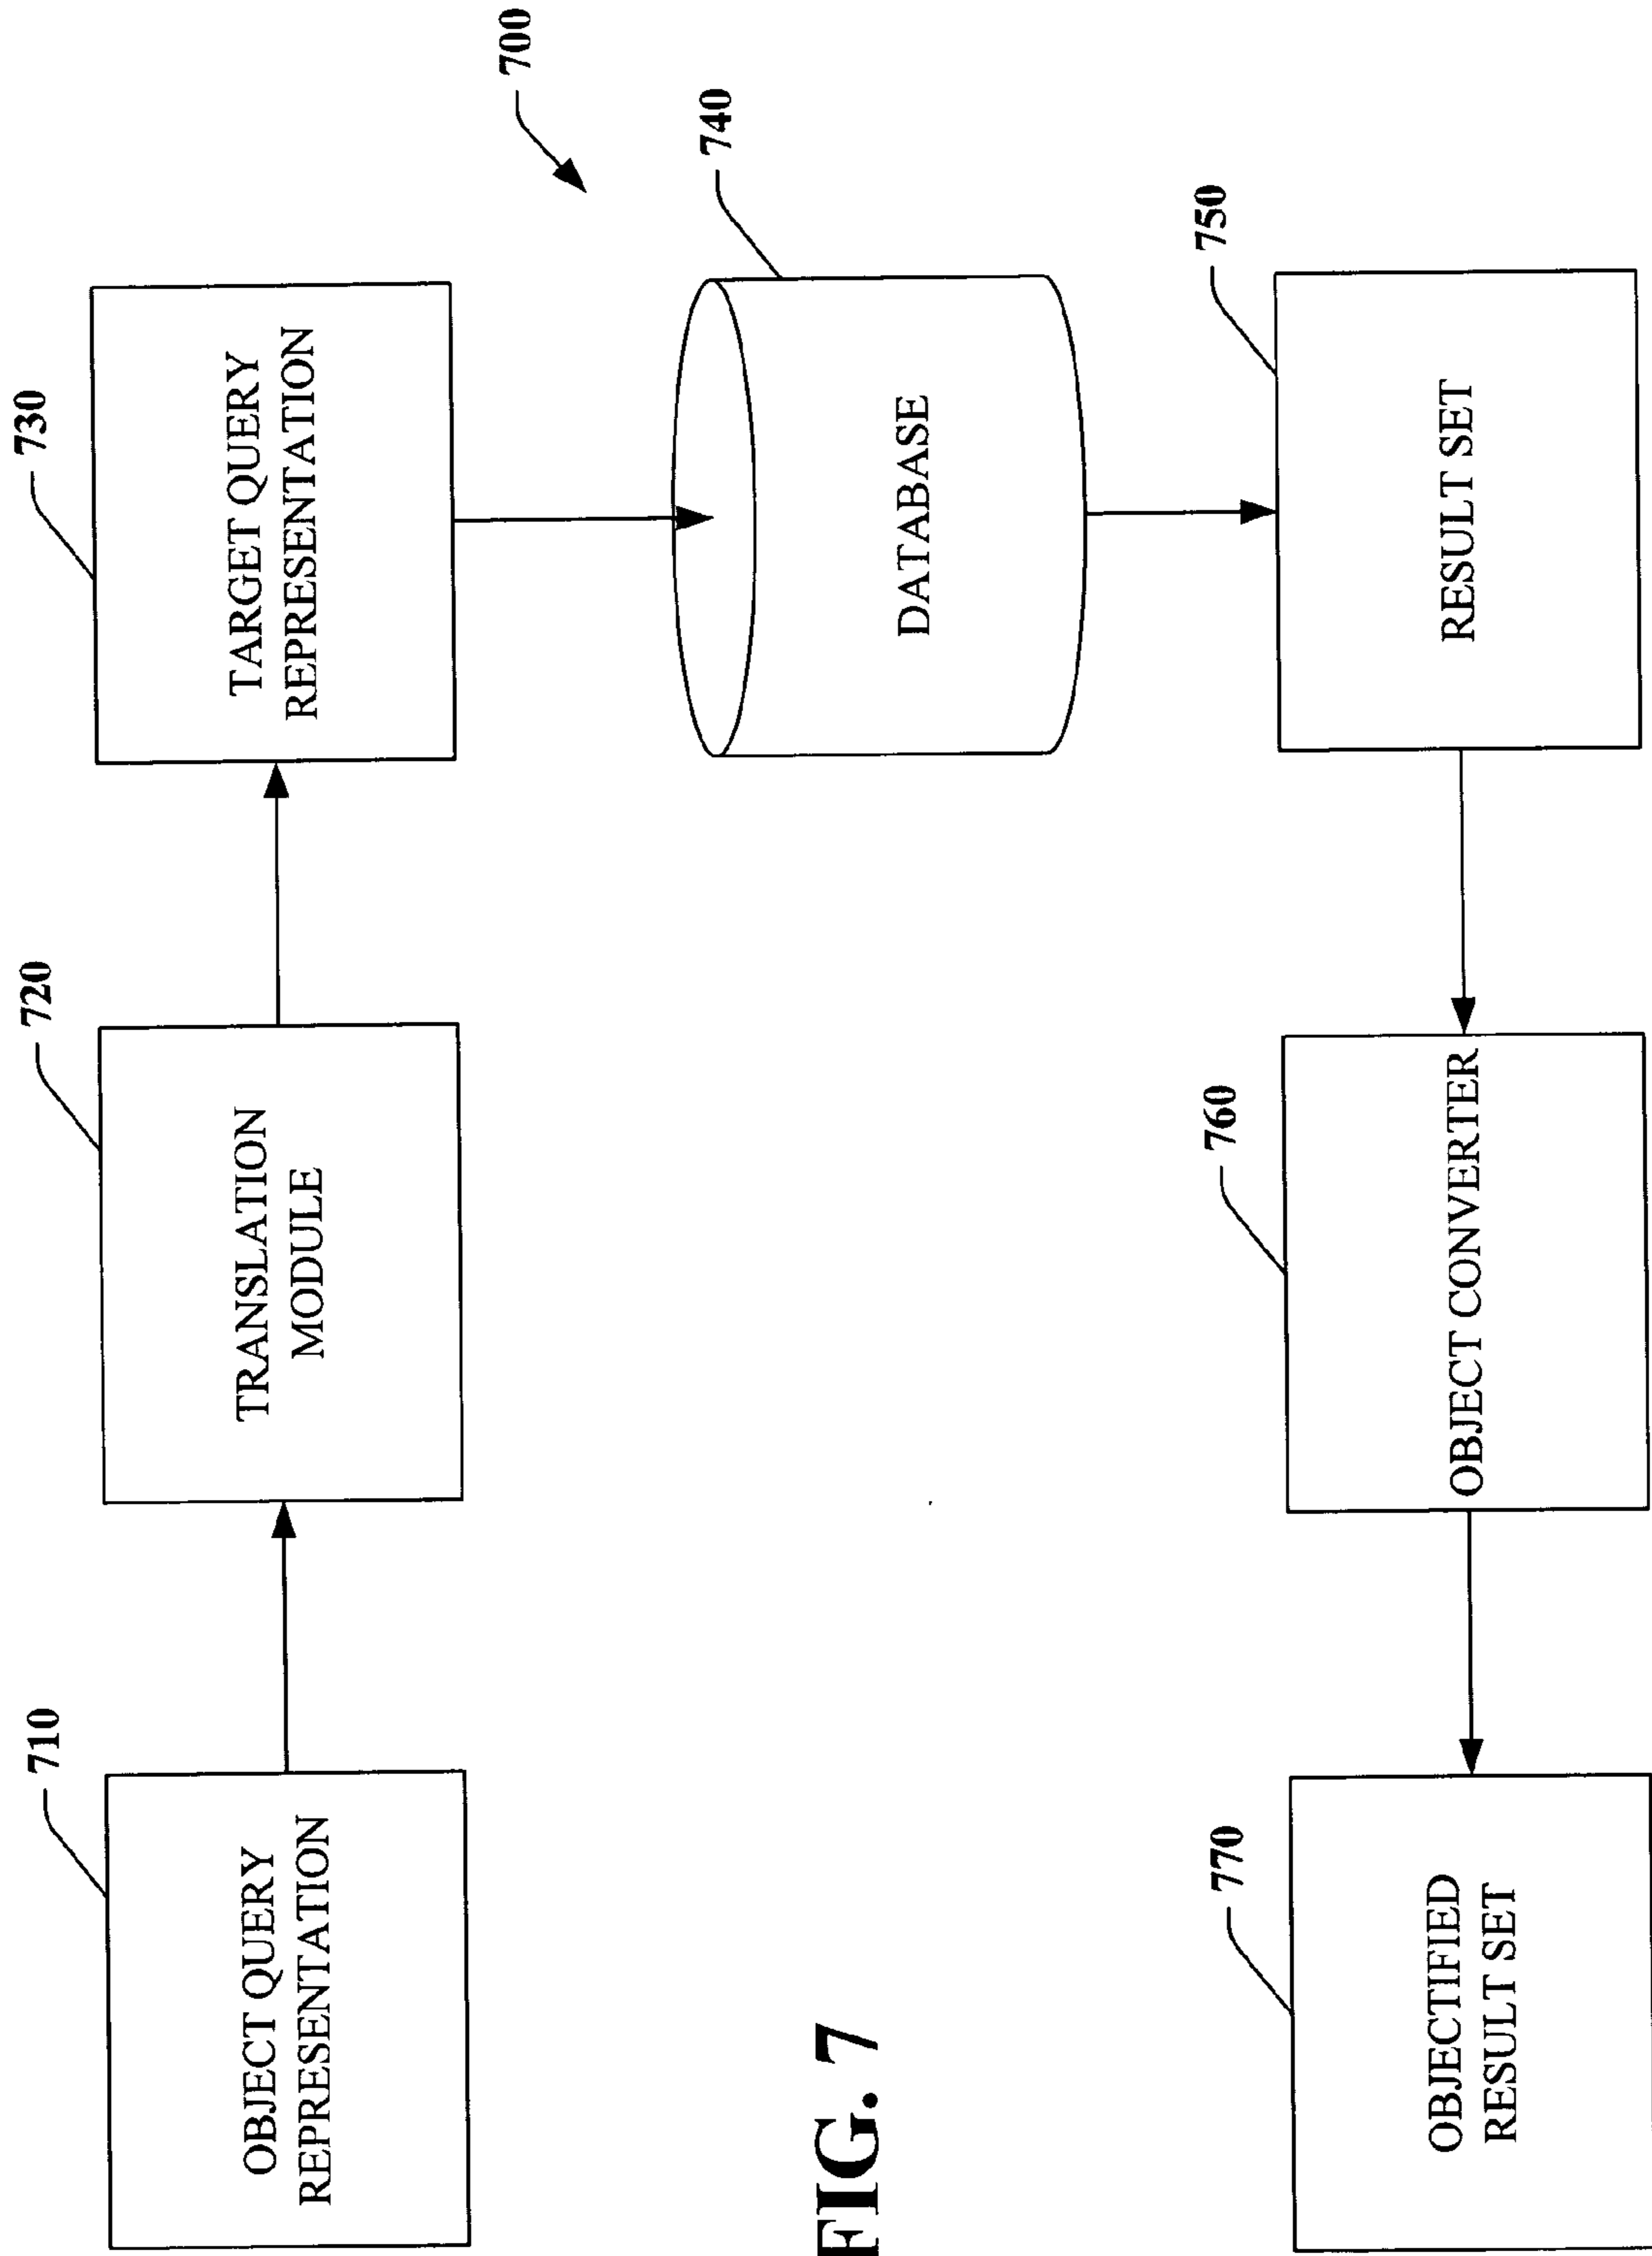 710
OBJECT QUERY
REPRESENTATION
720
TRANSLATION
MODULE
730
TARGET QUERY
REPRESENTATION
700
740
DATABASE
750
RESULT SET
760
OBJECT CONVERTER
770
OBJECTIFIED
RESULT SET
FIG. 7